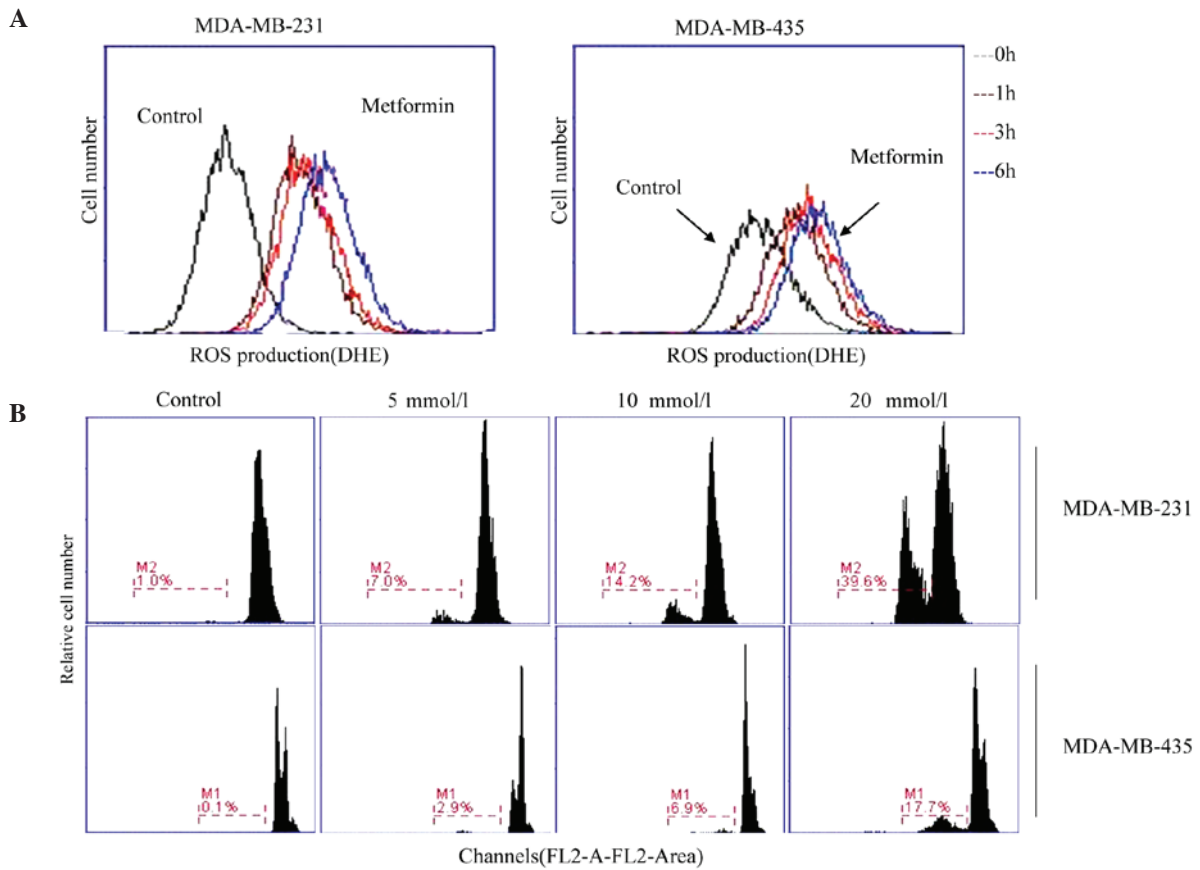 A
MDA-MB-231
MDA-MB-435
Control
Metformin
Cell number
ROS production(DHE)
Control
Metformin
Cell number
ROS production(DHE)
0h
1h
3h
6h
B
Control
5 mmol/l
10 mmol/l
20 mmol/l
M2
1.0%
M2
7.0%
M2
14.2%
M2
39.6%
MDA-MB-231
Relative cell number
M1
0.1%
M1
2.9%
M1
6.9%
M1
17.7%
MDA-MB-435
Channels(FL2-A-FL2-Area)